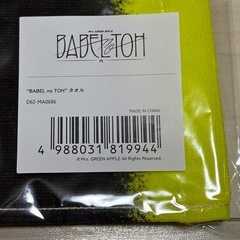 Mrs. GREEN APPLE
BABEL no TOH
"BABEL no TOH" タオル
D62-MA0686
MADE IN CHINA
4 988031 819944
©Mrs. GREEN APPLE All Rights Reserved.